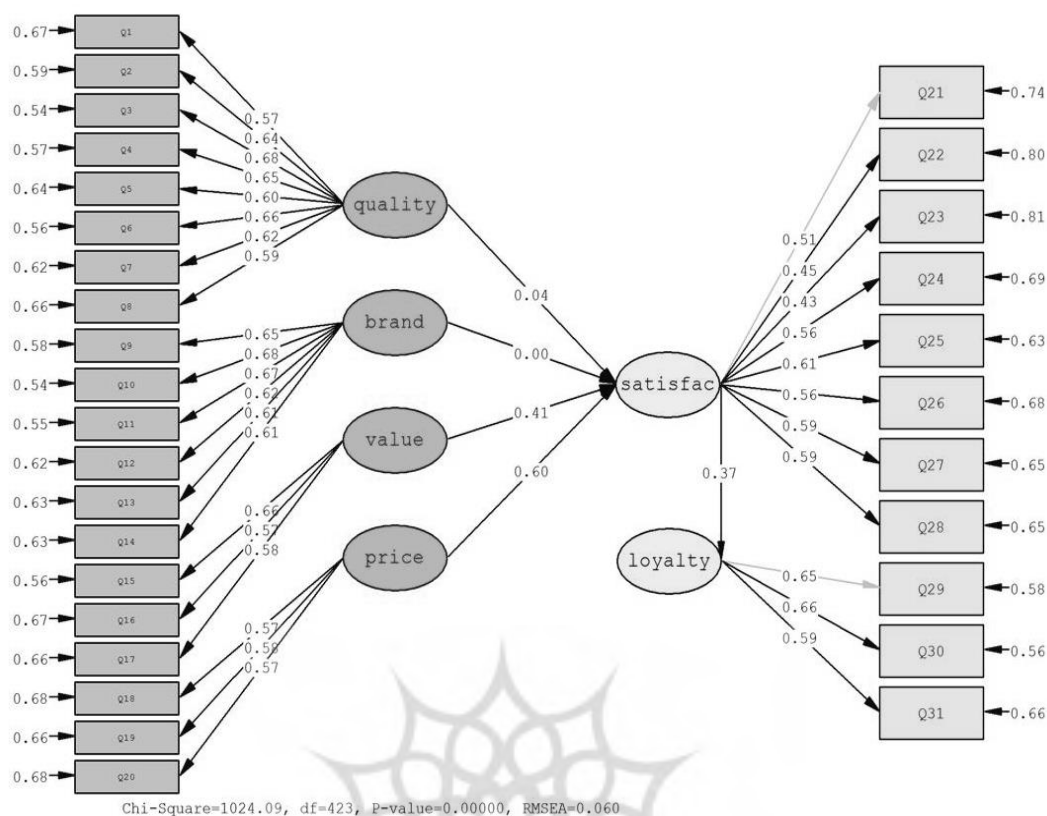 0.67 Q1
0.59 Q2
0.54 Q3
0.57 Q4
0.64 Q5
0.56 Q6
0.62 Q7
0.66 Q8
0.58 Q9
0.54 Q10
0.55 Q11
0.62 Q12
0.63 Q13
0.63 Q14
0.56 Q15
0.67 Q16
0.66 Q17
0.68 Q18
0.66 Q19
0.68 Q20
0.57
0.64
0.68
0.65
0.60
0.66
0.62
0.59
0.65
0.68
0.67
0.62
0.61
0.61
0.66
0.57
0.58
0.57
0.58
0.57
quality
brand
value
price
0.04
0.00
0.41
0.60
satisfac
0.37
loyalty
0.51
0.45
0.43
0.56
0.61
0.56
0.59
0.59
0.65
0.66
0.59
Q21 0.74
Q22 0.80
Q23 0.81
Q24 0.69
Q25 0.63
Q26 0.68
Q27 0.65
Q28 0.65
Q29 0.58
Q30 0.56
Q31 0.66
Chi-Square=1024.09, df=423, P-value=0.00000, RMSEA=0.060